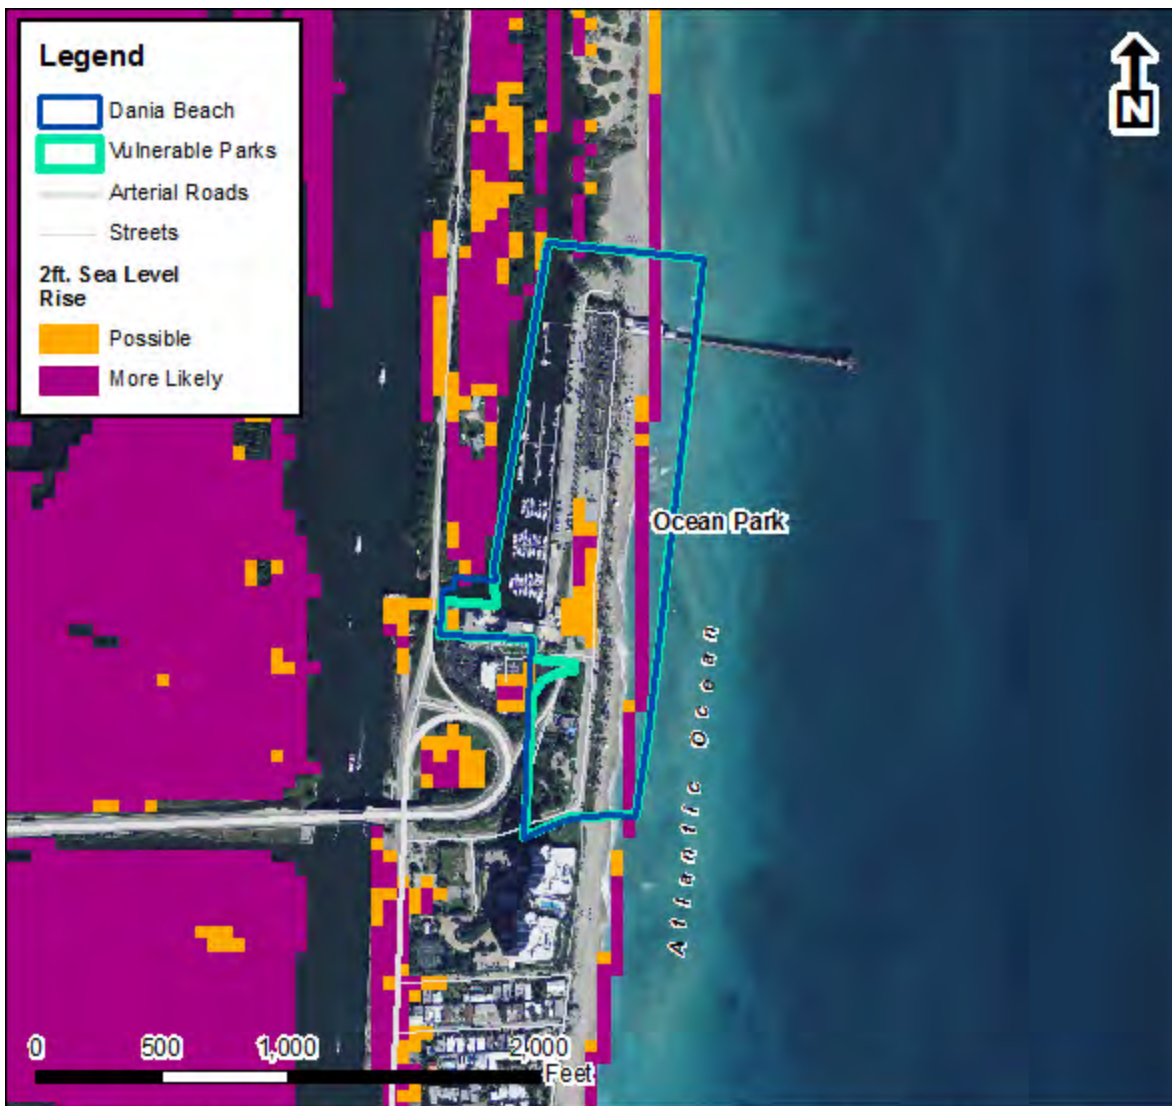 Legend
Dania Beach
Vulnerable Parks
Arterial Roads
Streets
2ft. Sea Level
Rise
Possible
More Likely
N
Ocean Park
Atlantic Ocean
0 500 1,000 2,000
Feet